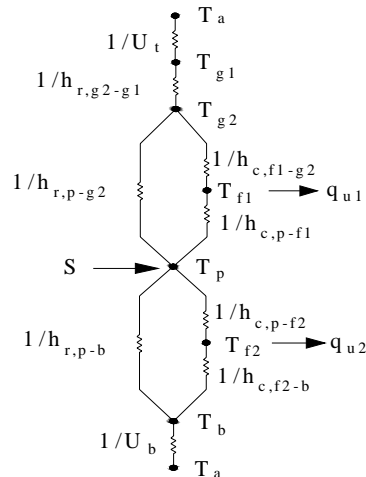 T a
1/U t
T g1
1/h r,g2-g1
T g2
1/h c,f1-g2
1/h r,p-g2
T f1
q u1
1/h c,p-f1
S
T p
1/h c,p-f2
1/h r,p-b
T f2
q u2
1/h c,f2-b
T b
1/U b
T a